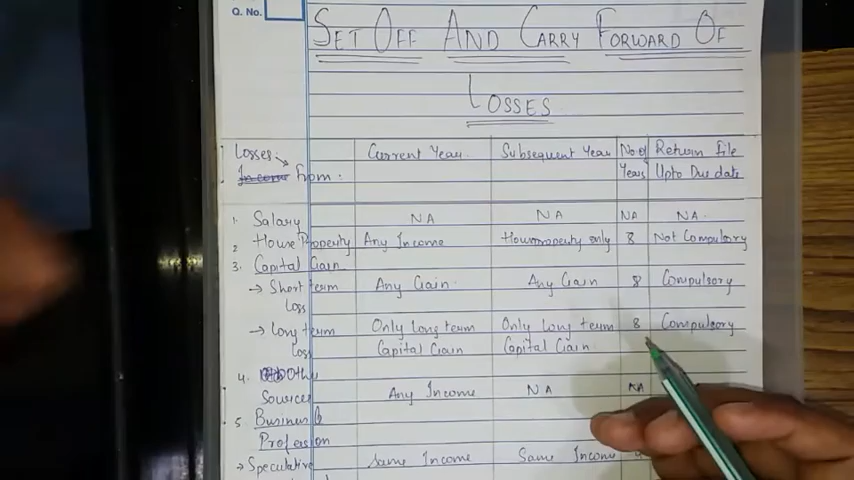 Q. No.
SET OFF AND CARRY FORWARD OF
LOSSES
Losses Current Year Subsequent Year No. of Return File
from: Years Upto Due date
1. Salary NA NA NA NA
2 House Property Any Income House property only 8 Not Compulsory
3. Capital Gain
→ Short term Any Gain Any Gain 8 Compulsory
Loss
→ Long term Only long term Only long term 8 Compulsory
Loss Capital Gain Capital Gain
4. Other
Sources Any Income NA NA
5 Business &
Profession
→ Speculative Same Income Same Income 4